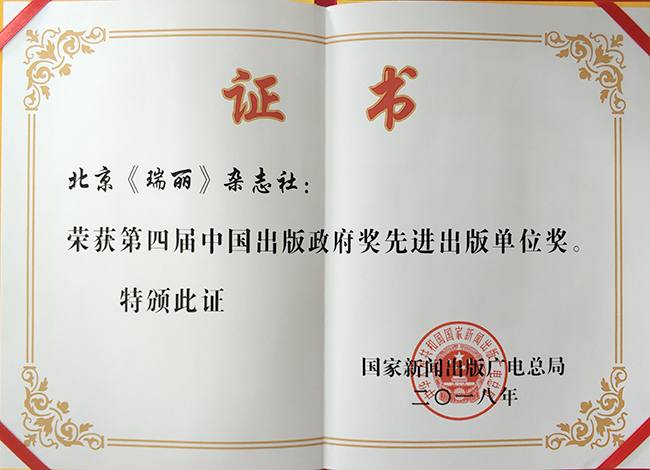 证书
北京《瑞丽》杂志社：
荣获第四届中国出版政府奖先进出版单位奖。
特颁此证
国家新闻出版广电总局
二〇一八年